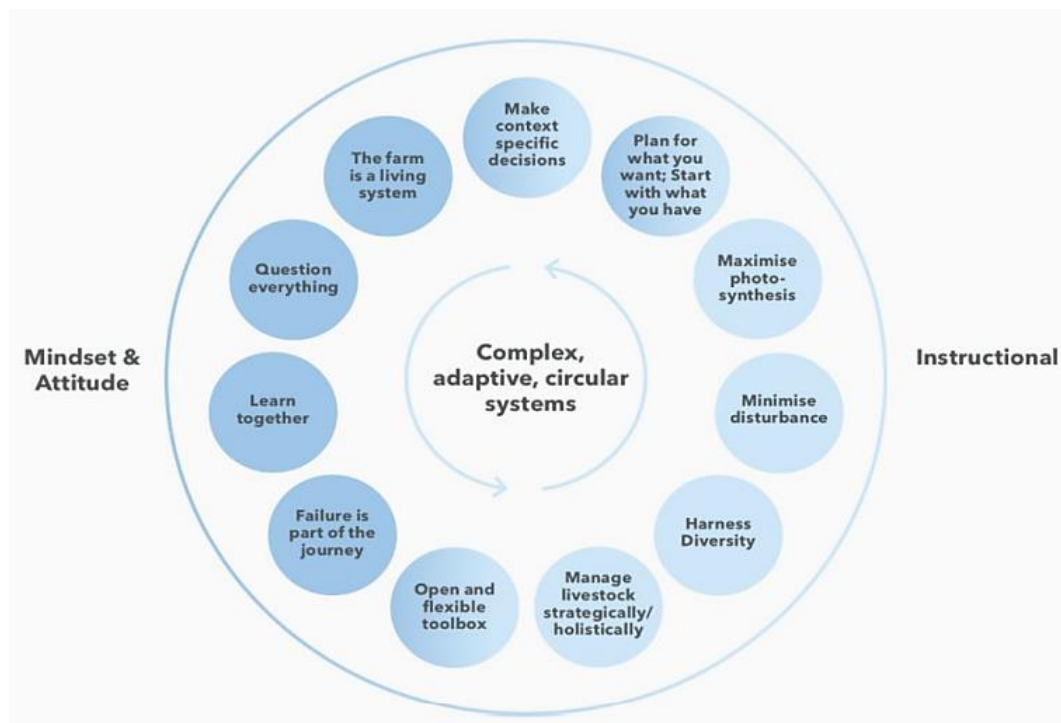 Make
context
specific
decisions
Plan for
what you
want; Start
with what
you have
Maximise
photo-
synthesis
Minimise
disturbance
Harness
Diversity
Manage
livestock
strategically/
holistically
Open and
flexible
toolbox
Failure is
part of the
journey
Learn
together
Question
everything
The farm
is a living
system
Mindset &
Attitude
Complex,
adaptive, circular
systems
Instructional